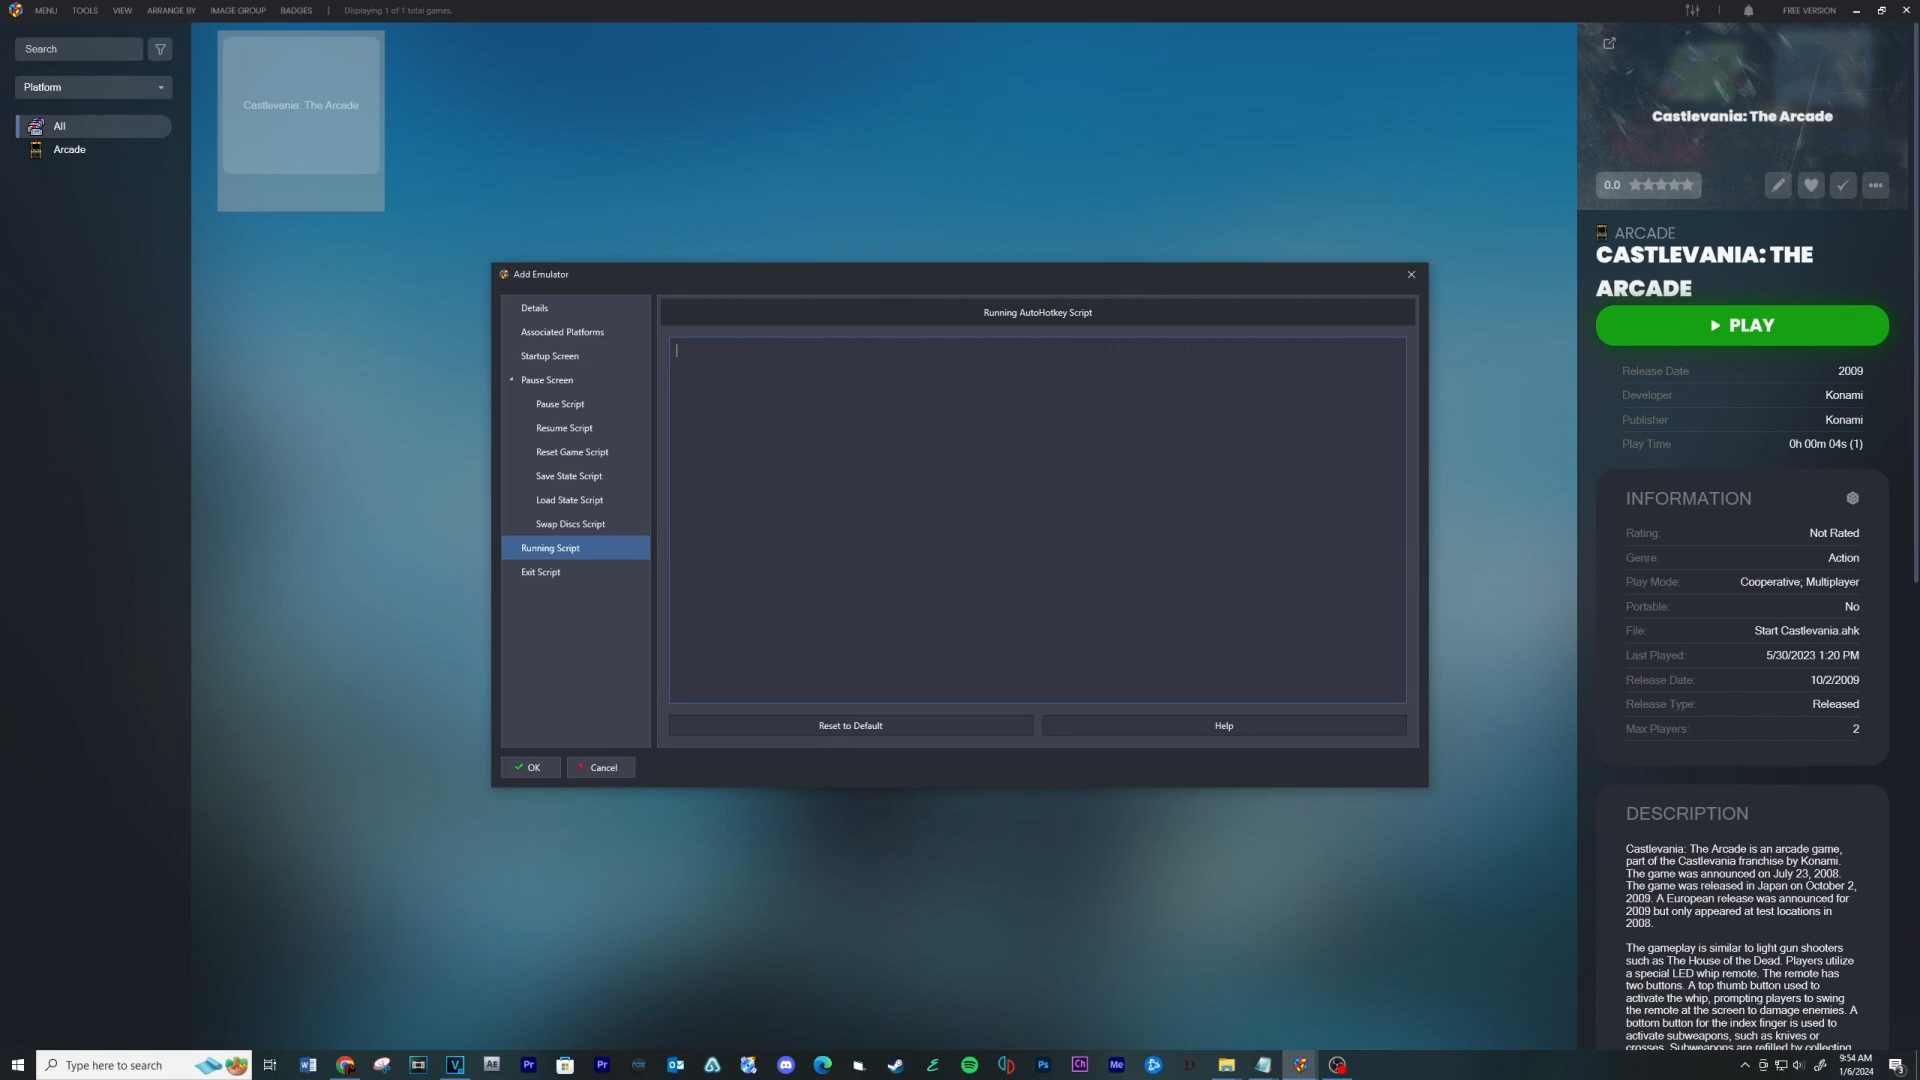 MENU TOOLS VIEW ARRANGE BY IMAGE GROUP BADGES | Displaying 1 of 1 total games. FREE VERSION
Search
Platform
All
Arcade
Castlevania: The Arcade
Add Emulator
Details
Associated Platforms
Startup Screen
Pause Screen
Pause Script
Resume Script
Reset Game Script
Save State Script
Load State Script
Swap Discs Script
Running Script
Exit Script
Running AutoHotkey Script
Reset to Default Help
OK Cancel
Castlevania: The Arcade
0.0
ARCADE
CASTLEVANIA: THE
ARCADE
PLAY
Release Date 2009
Developer Konami
Publisher Konami
Play Time 0h 00m 04s (1)
INFORMATION
Rating: Not Rated
Genre: Action
Play Mode: Cooperative; Multiplayer
Portable: No
File: Start Castlevania.ahk
Last Played: 5/30/2023 1:20 PM
Release Date: 10/2/2009
Release Type: Released
Max Players: 2
DESCRIPTION
Castlevania: The Arcade is an arcade game,
part of the Castlevania franchise by Konami.
The game was announced on July 23, 2008.
The game was released in Japan on October 2,
2009. A European release was announced for
2009 but only appeared at test locations in
2008.
The gameplay is similar to light gun shooters
such as The House of the Dead. Players utilize
a special LED whip remote. The remote has
two buttons. A top thumb button used to
activate the whip, prompting players to swing
the remote at the screen to damage enemies. A
bottom button for the index finger is used to
activate subweapons, such as knives or
crosses. Subweapons are refilled by collecting
Type here to search
W V AE Pr Pr Ps Ch Me
9:54 AM
1/6/2024
3